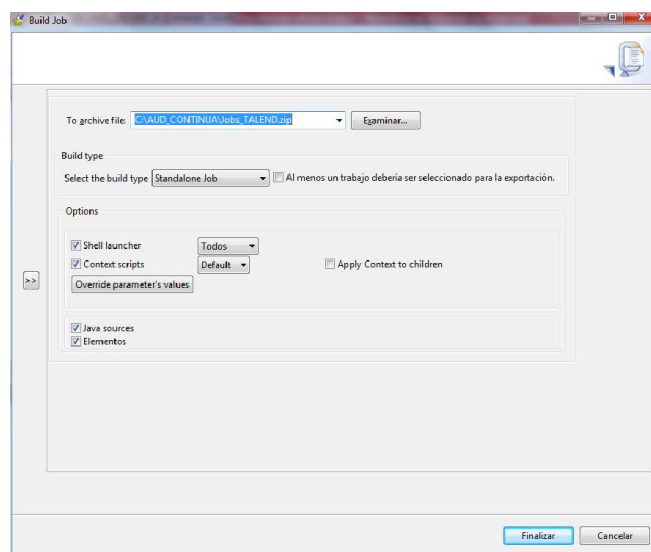 Build Job
To archive file: C:\AUD_CONTINUA\Jobs_TALEND.zip Examinar...
Build type
Select the build type Standalone Job Al menos un trabajo debería ser seleccionado para la exportación.
Options
Shell launcher Todos
Context scripts Default Apply Context to children
>>
Override parameter's values
Java sources
Elementos
Finalizar Cancelar